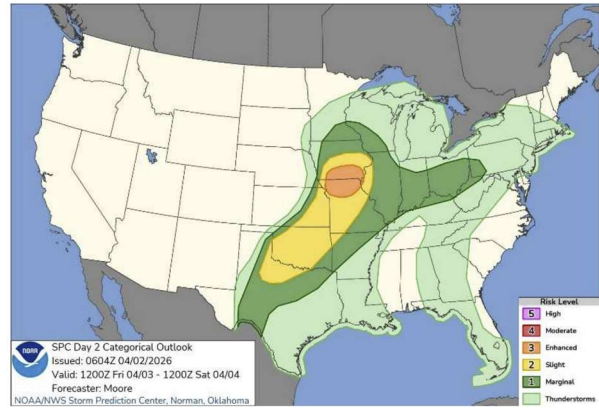 Risk Level
5 High
4 Moderate
3 Enhanced
2 Slight
1 Marginal
Thunderstorms
NOAA
SPC Day 2 Categorical Outlook
Issued: 0604Z 04/02/2026
Valid: 1200Z Fri 04/03 - 1200Z Sat 04/04
Forecaster: Moore
NOAA/NWS Storm Prediction Center, Norman, Oklahoma